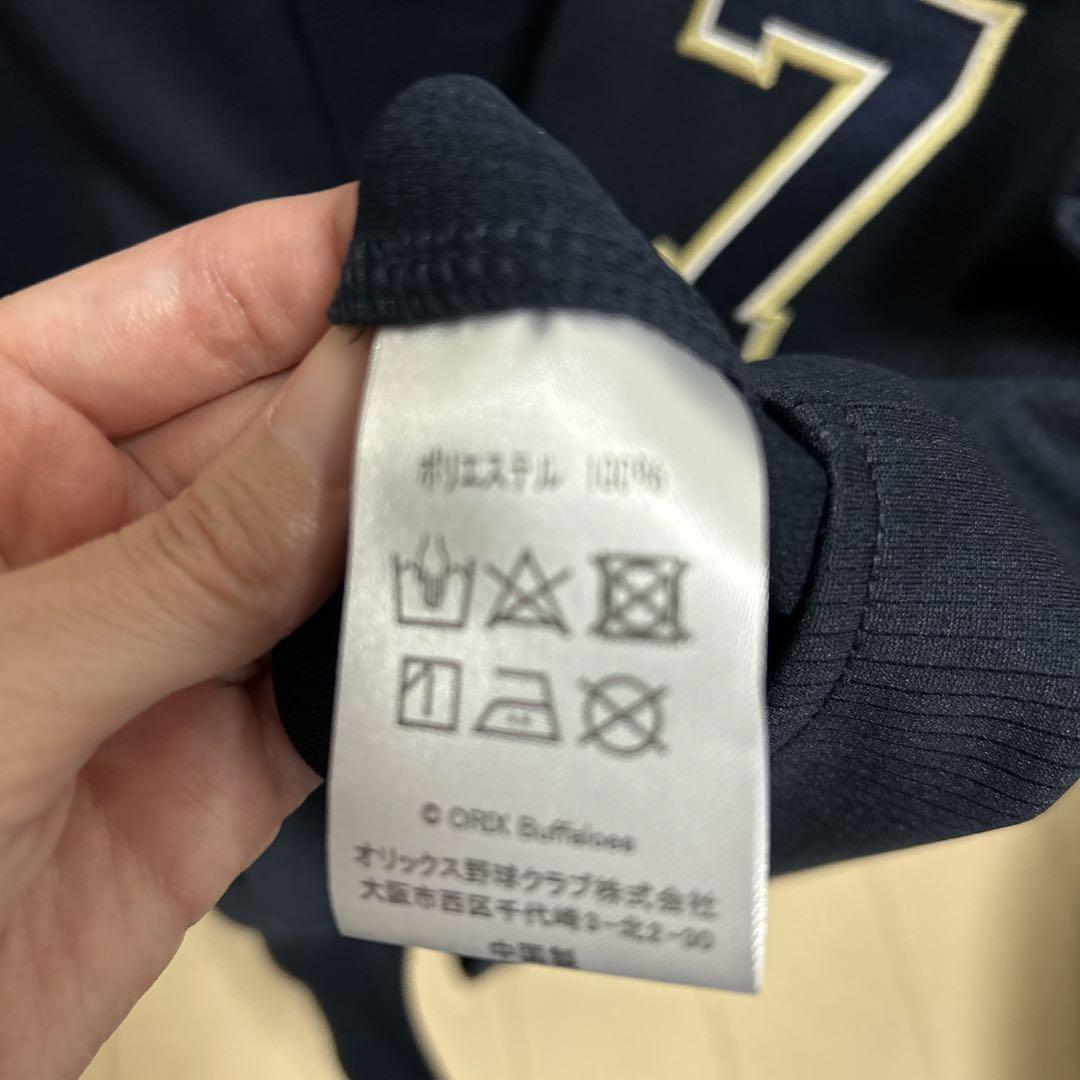 7
ポリエステル 100%
© ORIX Buffaloes
オリックス野球クラブ株式会社
大阪市西区千代崎3-北2-30
中国製